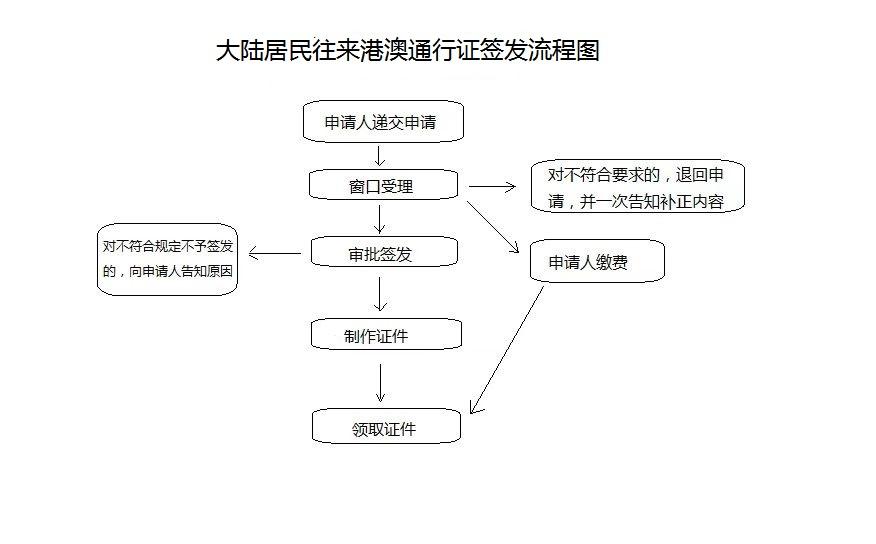 大陆居民往来港澳通行证签发流程图
申请人递交申请
窗口受理
对不符合要求的，退回申
请，并一次告知补正内容
对不符合规定不予签发
的，向申请人告知原因
审批签发
申请人缴费
制作证件
领取证件